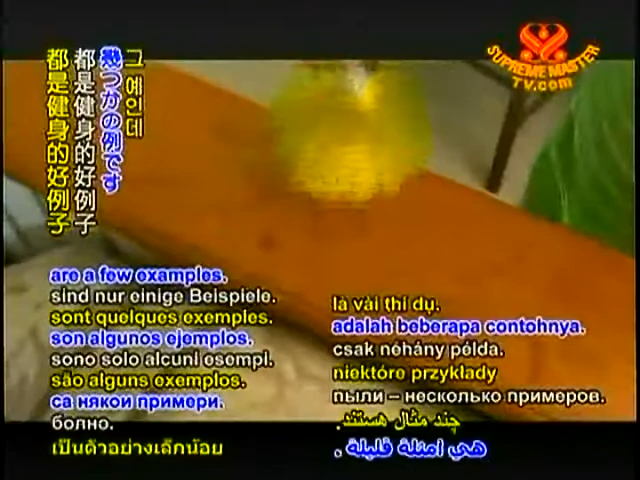 SUPREME MASTER
TV.com
그 예인데
幾つかの例です
都是健身的好例子
都是健身的好例子
are a few examples.
sind nur einige Beispiele.
sont quelques exemples.
son algunos ejemplos.
sono solo alcuni esempi.
são alguns exemplos.
са някои примери.
болно.
เป็นตัวอย่างเล็กน้อย
là vài thí dụ.
adalah beberapa contohnya.
csak néhány példa.
niektóre przykłady
пыли – несколько примеров.
چند مثال هستند.
هي أمثلة قليلة .